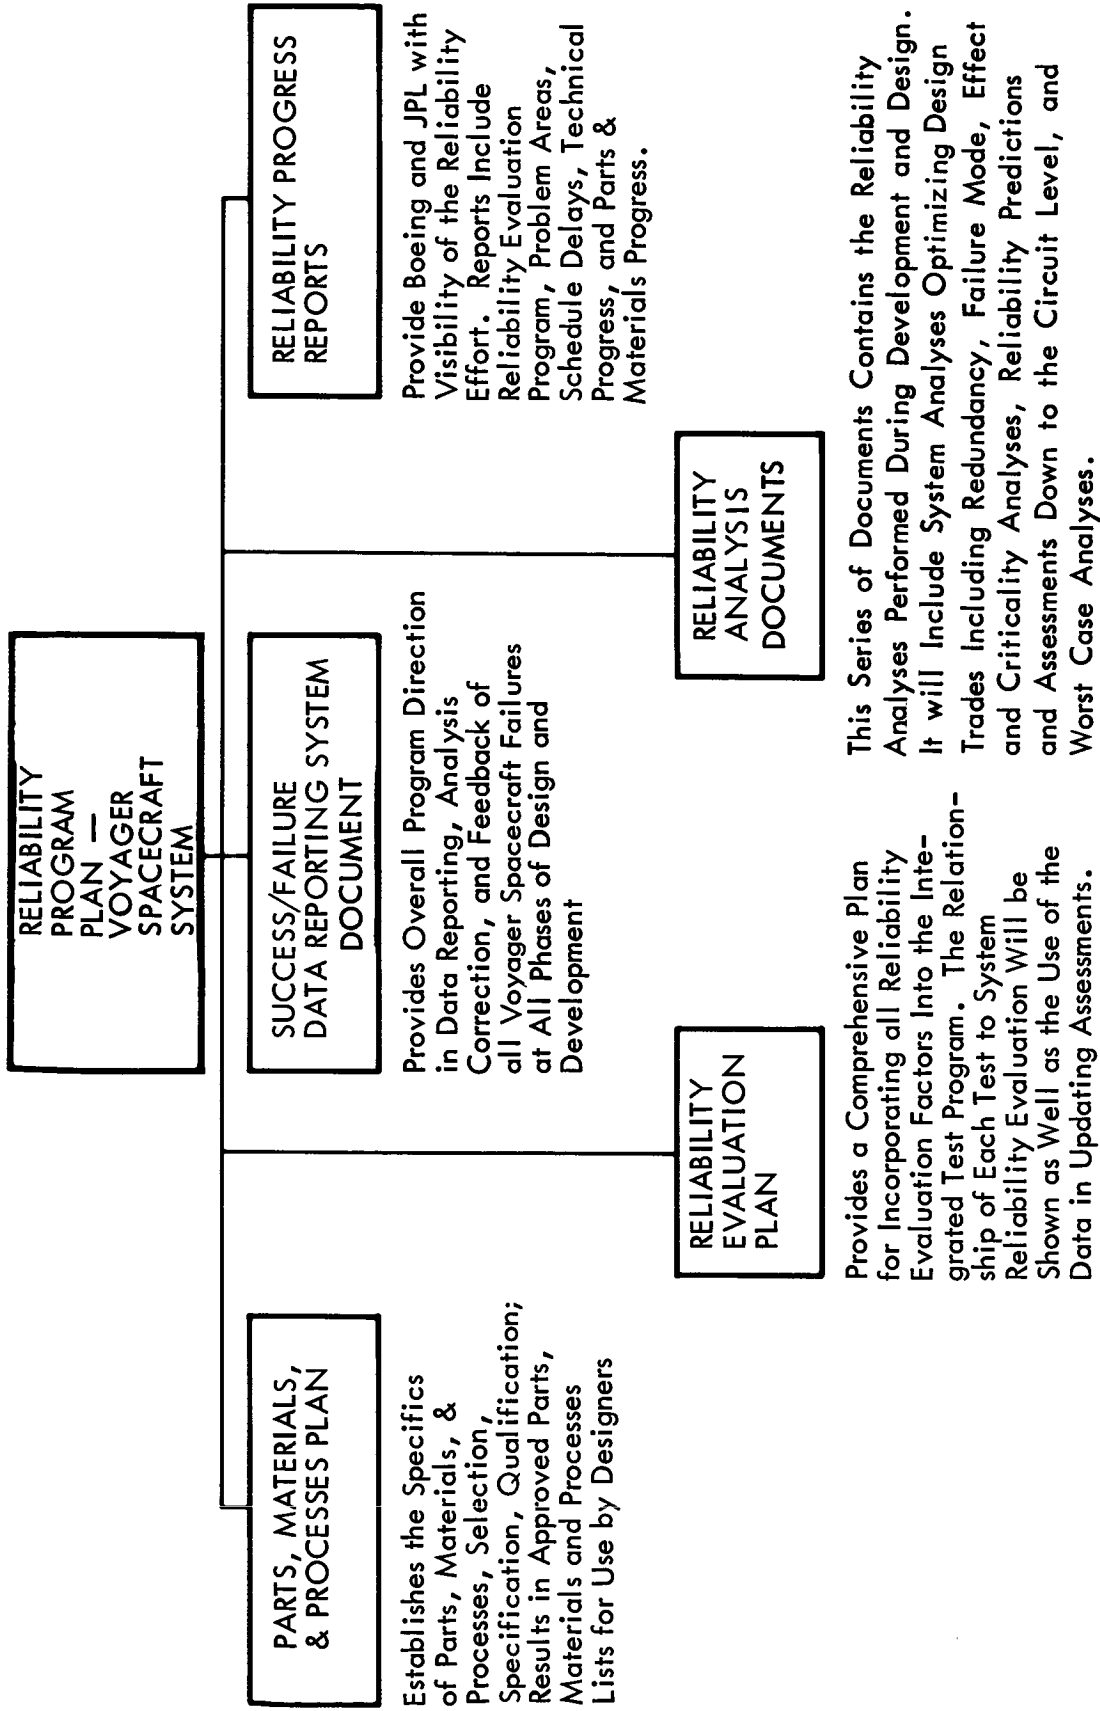 RELIABILITY
PROGRAM
PLAN —
VOYAGER
SPACECRAFT
SYSTEM
PARTS, MATERIALS,
& PROCESSES PLAN
Establishes the Specifics
of Parts, Materials, &
Processes, Selection,
Specification, Qualification;
Results in Approved Parts,
Materials and Processes
Lists for Use by Designers
SUCCESS/FAILURE
DATA REPORTING SYSTEM
DOCUMENT
Provides Overall Program Direction
in Data Reporting, Analysis
Correction, and Feedback of
all Voyager Spacecraft Failures
at All Phases of Design and
Development
RELIABILITY PROGRESS
REPORTS
Provide Boeing and JPL with
Visibility of the Reliability
Effort. Reports Include
Reliability Evaluation
Program, Problem Areas,
Schedule Delays, Technical
Progress, and Parts &
Materials Progress.
RELIABILITY
EVALUATION
PLAN
Provides a Comprehensive Plan
for Incorporating all Reliability
Evaluation Factors Into the Inte-
grated Test Program. The Relation-
ship of Each Test to System
Reliability Evaluation Will be
Shown as Well as the Use of the
Data in Updating Assessments.
RELIABILITY
ANALYSIS
DOCUMENTS
This Series of Documents Contains the Reliability
Analyses Performed During Development and Design.
It will Include System Analyses Optimizing Design
Trades Including Redundancy, Failure Mode, Effect
and Criticality Analyses, Reliability Predictions
and Assessments Down to the Circuit Level, and
Worst Case Analyses.